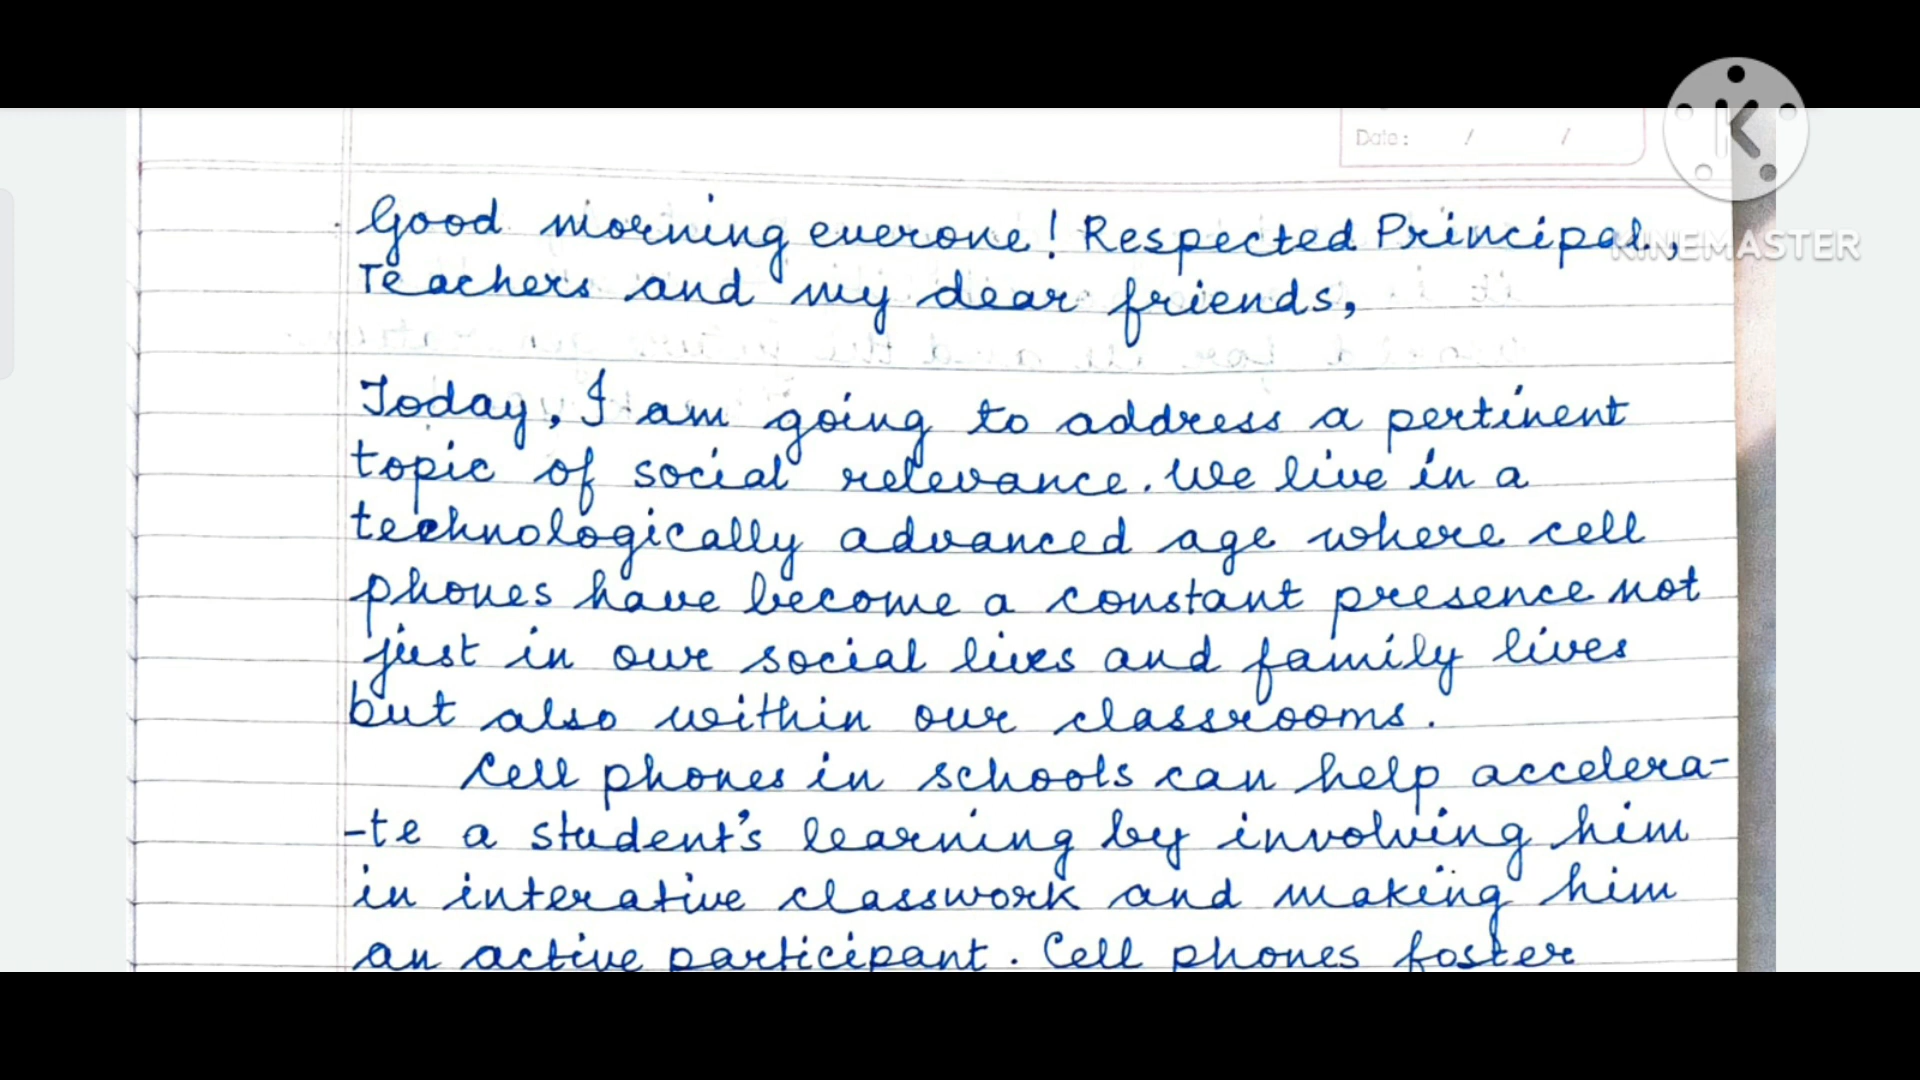 Date: / /
KINEMASTER
Good morning everone! Respected Principal,
Teachers and my dear friends,
Today, I am going to address a pertinent
topic of social relevance. We live in a
technologically advanced age where cell
phones have become a constant presence not
just in our social lives and family lives
but also within our classrooms.
Cell phones in schools can help accelera-
-te a student's learning by involving him
in interative classwork and making him
an active participant. Cell phones foster